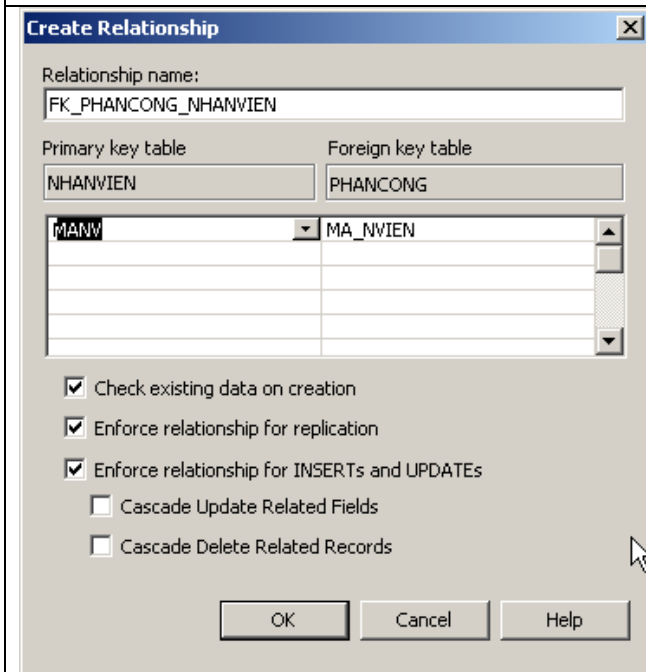 Create Relationship
Relationship name:
FK_PHANCONG_NHANVIEN
Primary key table Foreign key table
NHANVIEN PHANCONG
MANV MA_NVIEN
Check existing data on creation
Enforce relationship for replication
Enforce relationship for INSERTs and UPDATEs
Cascade Update Related Fields
Cascade Delete Related Records
OK Cancel Help